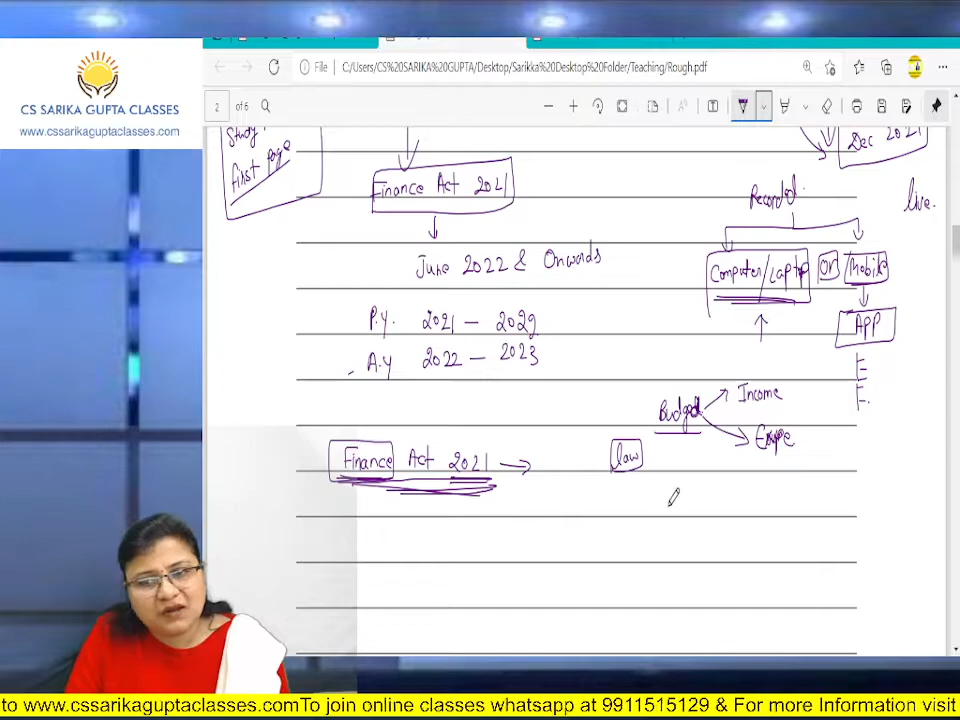 CS SARIKA GUPTA CLASSES
www.cssarikaguptaclasses.com
File C:/Users/CS%20SARIKA%20GUPTA/Desktop/Sarikka%20Desktop%20Folder/Teaching/Rough.pdf
2 of 6
Study
first page
Finance Act 2021
June 2022 & Onwards
P.Y. 2021 - 2022
A.Y 2022 - 2023
Dec 2021
Recorded
live.
Computer/Laptop or Mobile
APP
E
E.
Budget
Income
Finance Act 2021
law
to www.cssarikaguptaclasses.comTo join online classes whatsapp at 9911515129 & For more Information visit